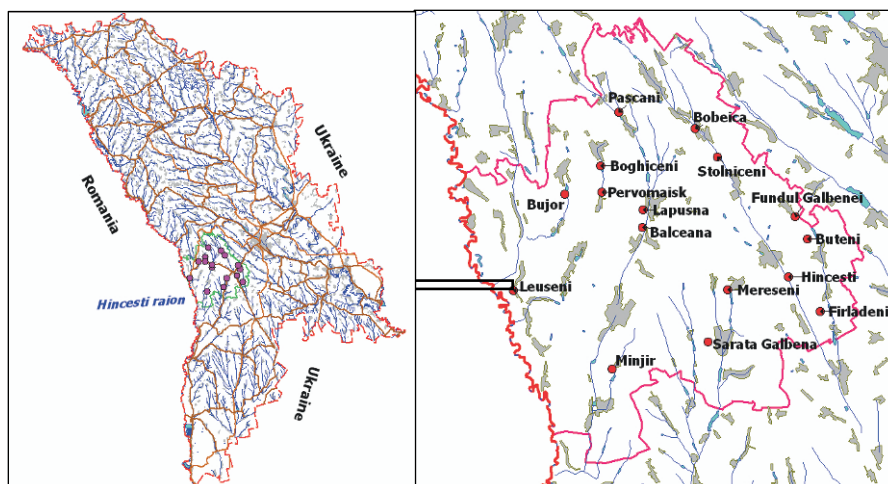 Ukraine
Romania
Hincesti raion
Ukraine
Pascani
Bobeica
Boghiceni
Stolniceni
Bujor
Pervomaisk
Lapusna
Fundul Galbenei
Balceana
Buteni
Leuseni
Hincesti
Mereseni
Firladeni
Sarata Galbena
Minjir